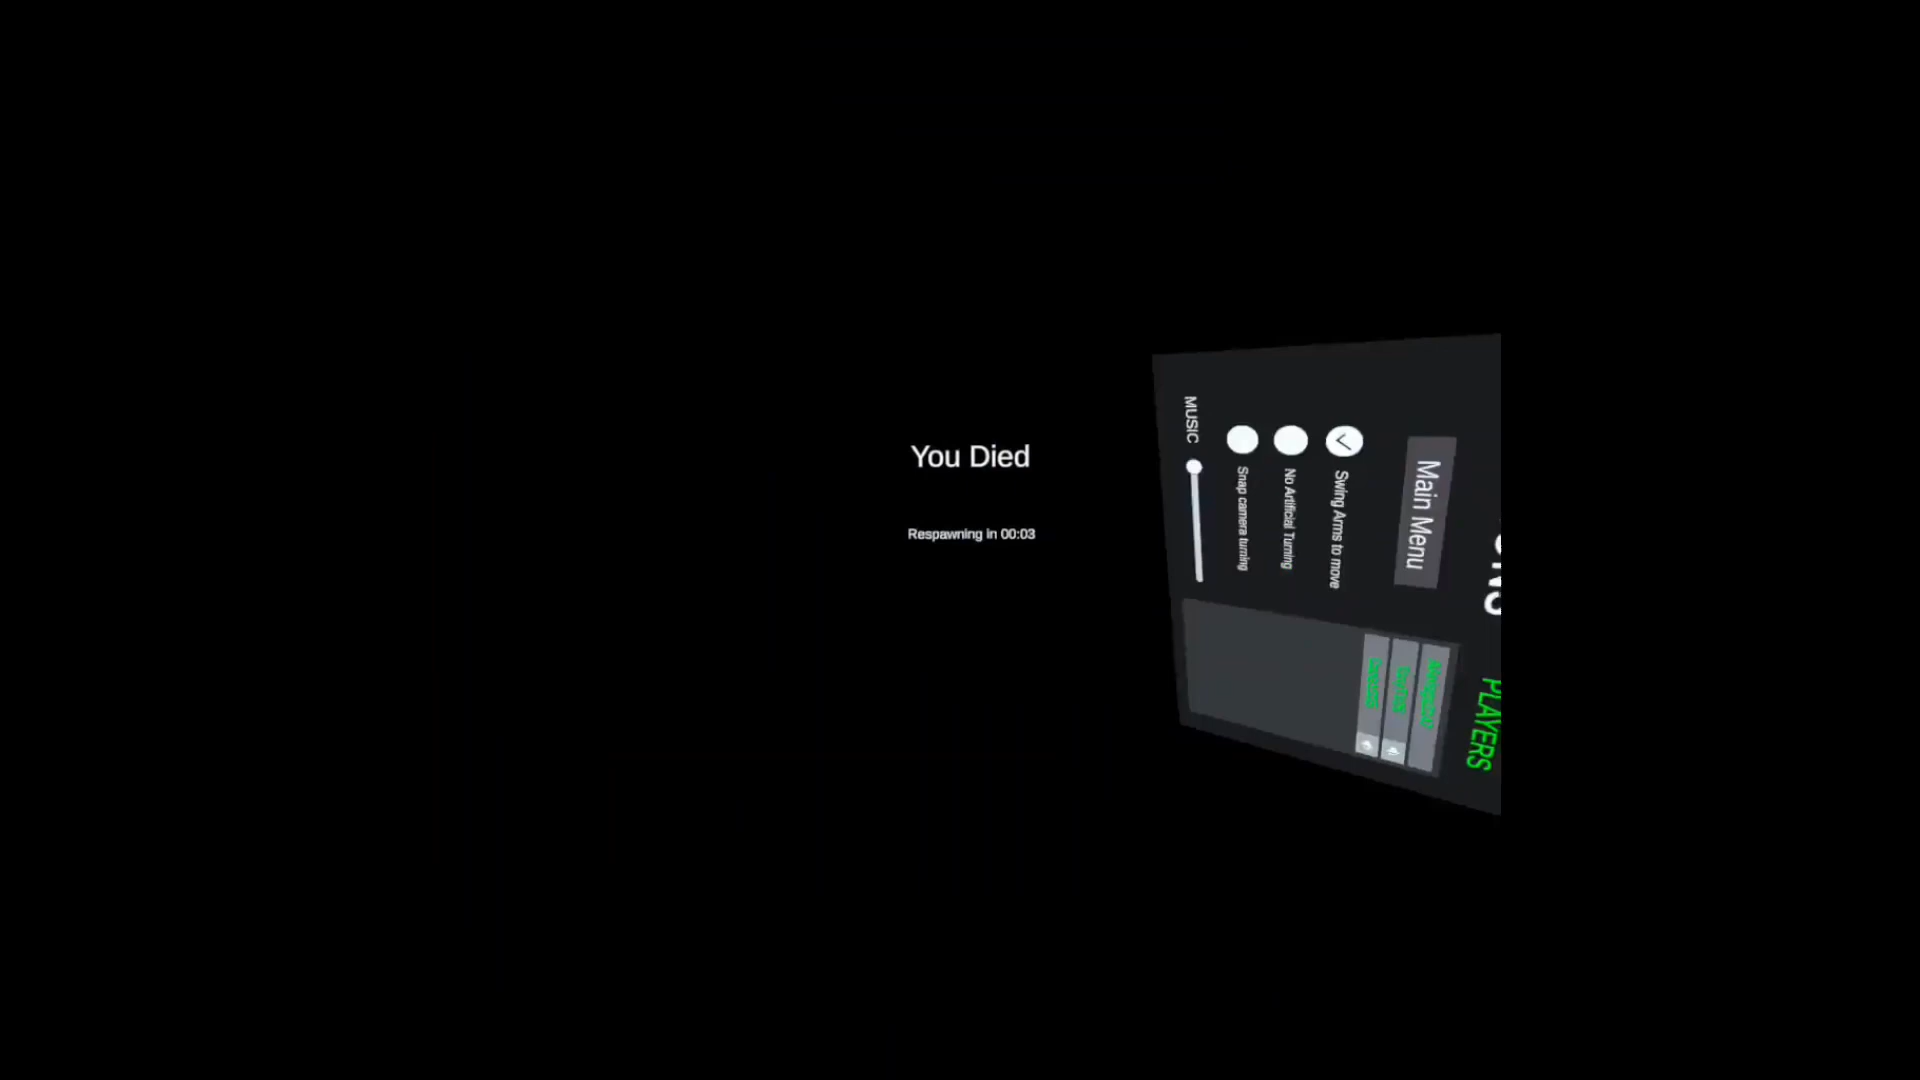 You Died
Respawning in 00:03
Main Menu
Swing Arms to move
No Artificial Turning
Snap camera turning
MUSIC
PLAYERS